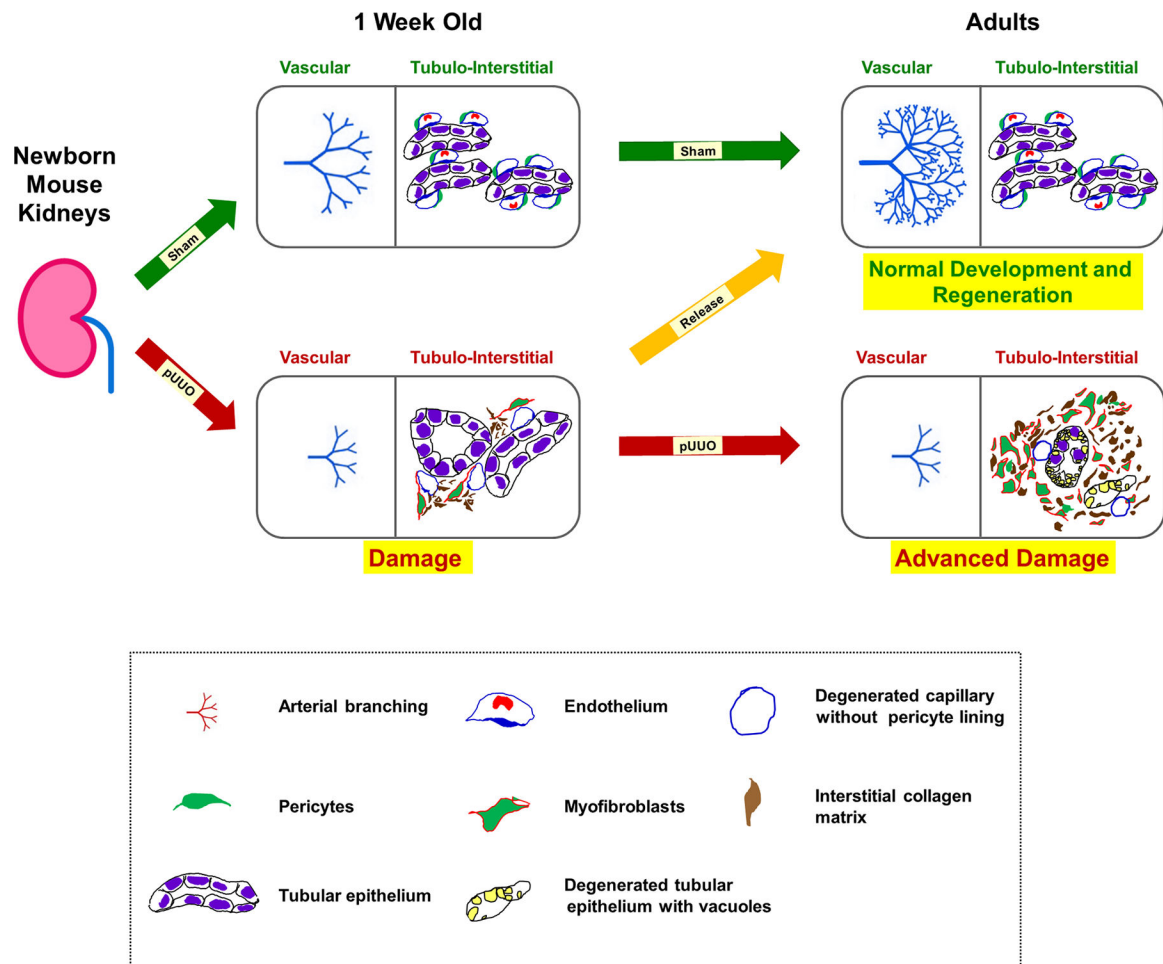 1 Week Old
Adults
Vascular
Tubulo-Interstitial
Vascular
Tubulo-Interstitial
Newborn
Mouse
Kidneys
Sham
Sham
Normal Development and
Regeneration
Release
pUUO
Vascular
Tubulo-Interstitial
Vascular
Tubulo-Interstitial
pUUO
Damage
Advanced Damage
Arterial branching
Endothelium
Degenerated capillary
without pericyte lining
Pericytes
Myofibroblasts
Interstitial collagen
matrix
Tubular epithelium
Degenerated tubular
epithelium with vacuoles